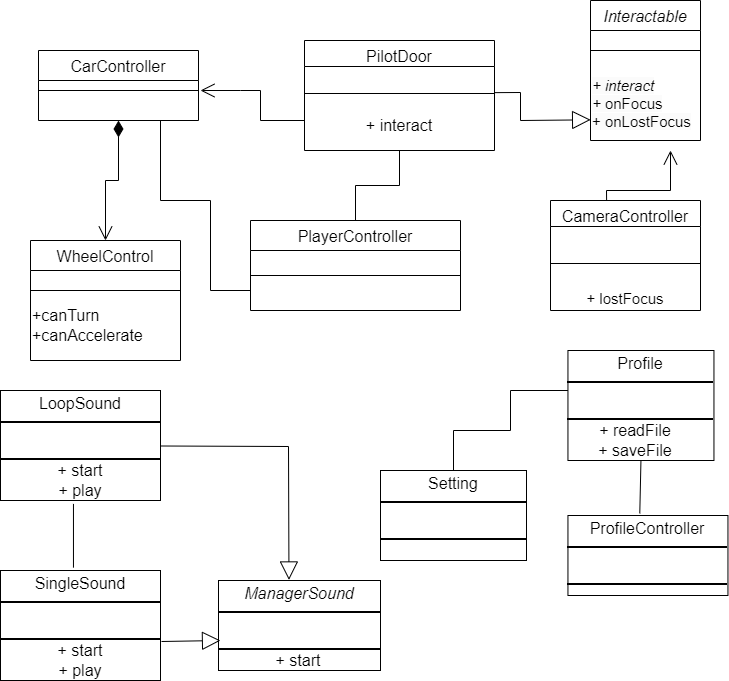 Interactable
+ interact
+ onFocus
+ onLostFocus
CarController
PilotDoor
+ interact
PlayerController
CameraController
+ lostFocus
WheelControl
+canTurn
+canAccelerate
Profile
+ readFile
+ saveFile
LoopSound
+ start
+ play
Setting
ProfileController
SingleSound
+ start
+ play
ManagerSound
+ start